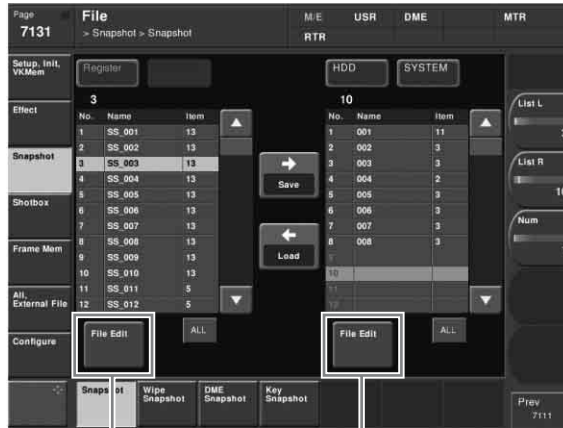 Page
7131
File
> Snapshot > Snapshot
M/E USR DME MTR
RTR
Setup, Init,
VKMem
Effect
Snapshot
Shotbox
Frame Mem
All,
External File
Configure
Register
3
No. Name Item
1 SS_001 13
2 SS_002 13
3 SS_003 13
4 SS_004 13
5 SS_005 13
6 SS_006 13
7 SS_007 13
8 SS_008 13
9 SS_009 13
10 SS_010 13
11 SS_011 5
12 SS_012 5
File Edit
ALL
Save
Load
HDD SYSTEM
10
No. Name Item
1 001 11
2 002 3
3 003 3
4 004 2
5 005 3
6 006 3
7 007 3
8 008 3
9
10
11
12
File Edit
ALL
List L
List R
10
Num
Snapshot
Wipe
Snapshot
DME
Snapshot
Key
Snapshot
Prev
7111